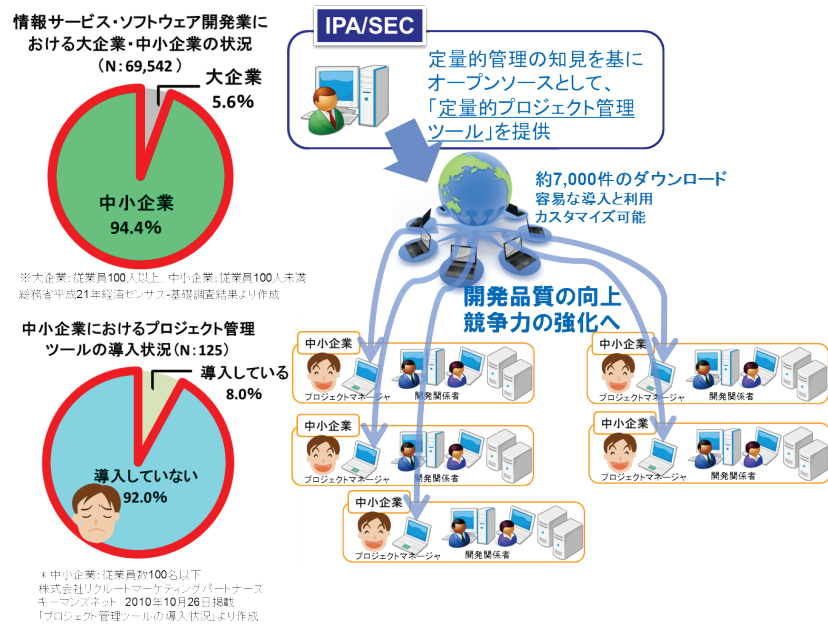 情報サービス・ソフトウェア開発業に
おける大企業・中小企業の状況
(N:69,542)
大企業
5.6%
中小企業
94.4%
※大企業:従業員100人以上、中小企業:従業員100人未満
総務省平成21年経済センサス-基礎調査結果より作成
中小企業におけるプロジェクト管理
ツールの導入状況(N:125)
導入している
8.0%
導入していない
92.0%
*中小企業:従業員数100名以下
株式会社リクルートマーケティングパートナーズ
キーマンズネット 2010年10月26日掲載
「プロジェクト管理ツールの導入状況」より作成
IPA/SEC
定量的管理の知見を基に
オープンソースとして、
「定量的プロジェクト管理
ツール」を提供
約7,000件のダウンロード
容易な導入と利用
カスタマイズ可能
開発品質の向上
競争力の強化へ
中小企業
プロジェクトマネージャ
開発関係者
中小企業
プロジェクトマネージャ
開発関係者
中小企業
プロジェクトマネージャ
開発関係者
中小企業
プロジェクトマネージャ
開発関係者
中小企業
プロジェクトマネージャ
開発関係者